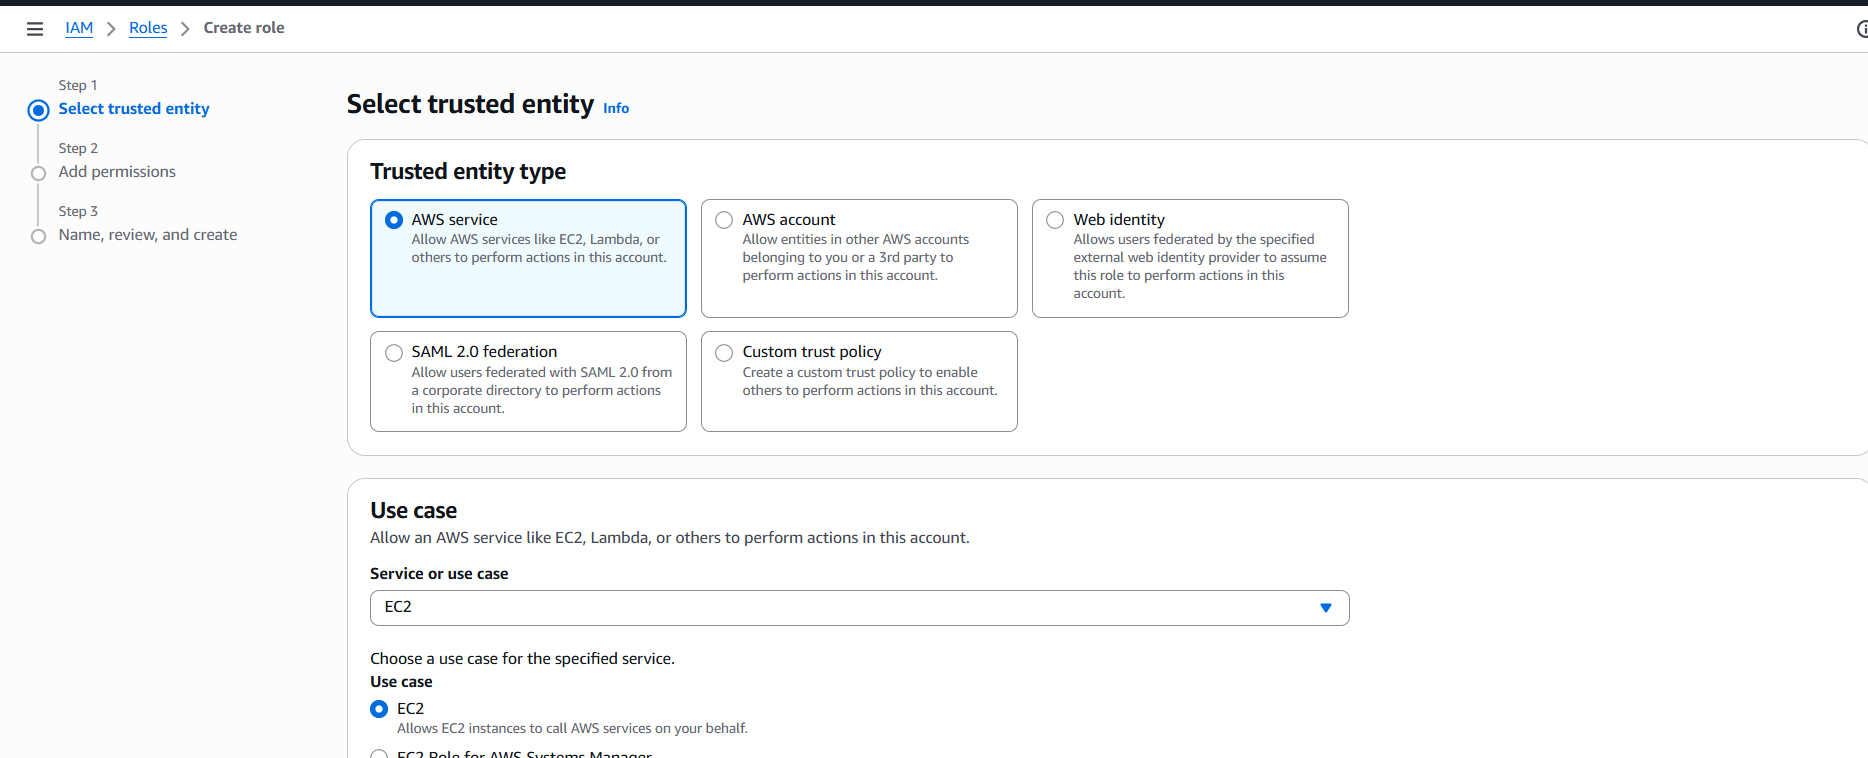 IAM > Roles > Create role
Step 1
Select trusted entity
Step 2
Add permissions
Step 3
Name, review, and create
Select trusted entity Info
Trusted entity type
AWS service
Allow AWS services like EC2, Lambda, or
others to perform actions in this account.
AWS account
Allow entities in other AWS accounts
belonging to you or a 3rd party to
perform actions in this account.
Web identity
Allows users federated by the specified
external web identity provider to assume
this role to perform actions in this
account.
SAML 2.0 federation
Allow users federated with SAML 2.0 from
a corporate directory to perform actions
in this account.
Custom trust policy
Create a custom trust policy to enable
others to perform actions in this account.
Use case
Allow an AWS service like EC2, Lambda, or others to perform actions in this account.
Service or use case
EC2
Choose a use case for the specified service.
Use case
EC2
Allows EC2 instances to call AWS services on your behalf.
EC2 Role for AWS Systems Manager